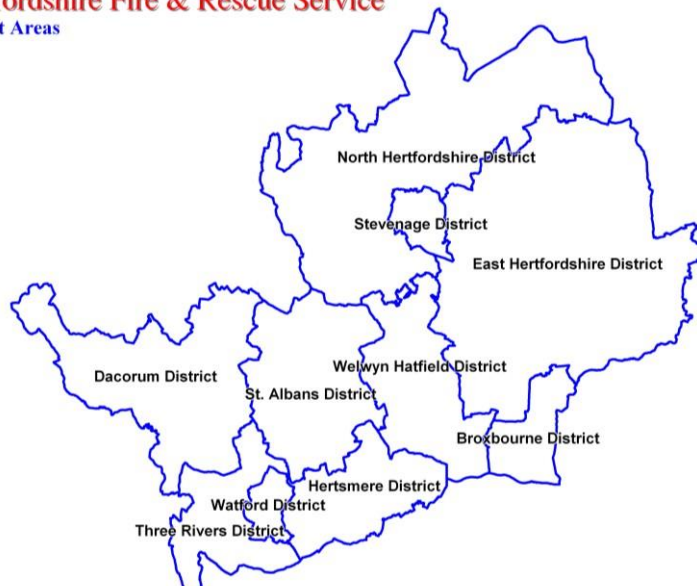 Fire & Rescue Service
Areas
North Hertfordshire District
Stevenage District
East Hertfordshire District
Dacorum District
Welwyn Hatfield District
St. Albans District
Broxbourne District
Hertsmere District
Watford District
Three Rivers District